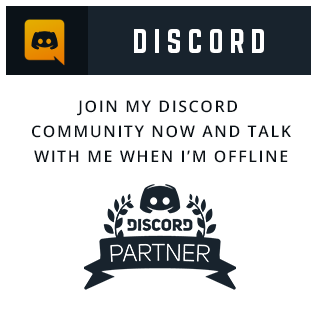 DISCORD
JOIN MY DISCORD
COMMUNITY NOW AND TALK
WITH ME WHEN I'M OFFLINE
DISCORD
PARTNER